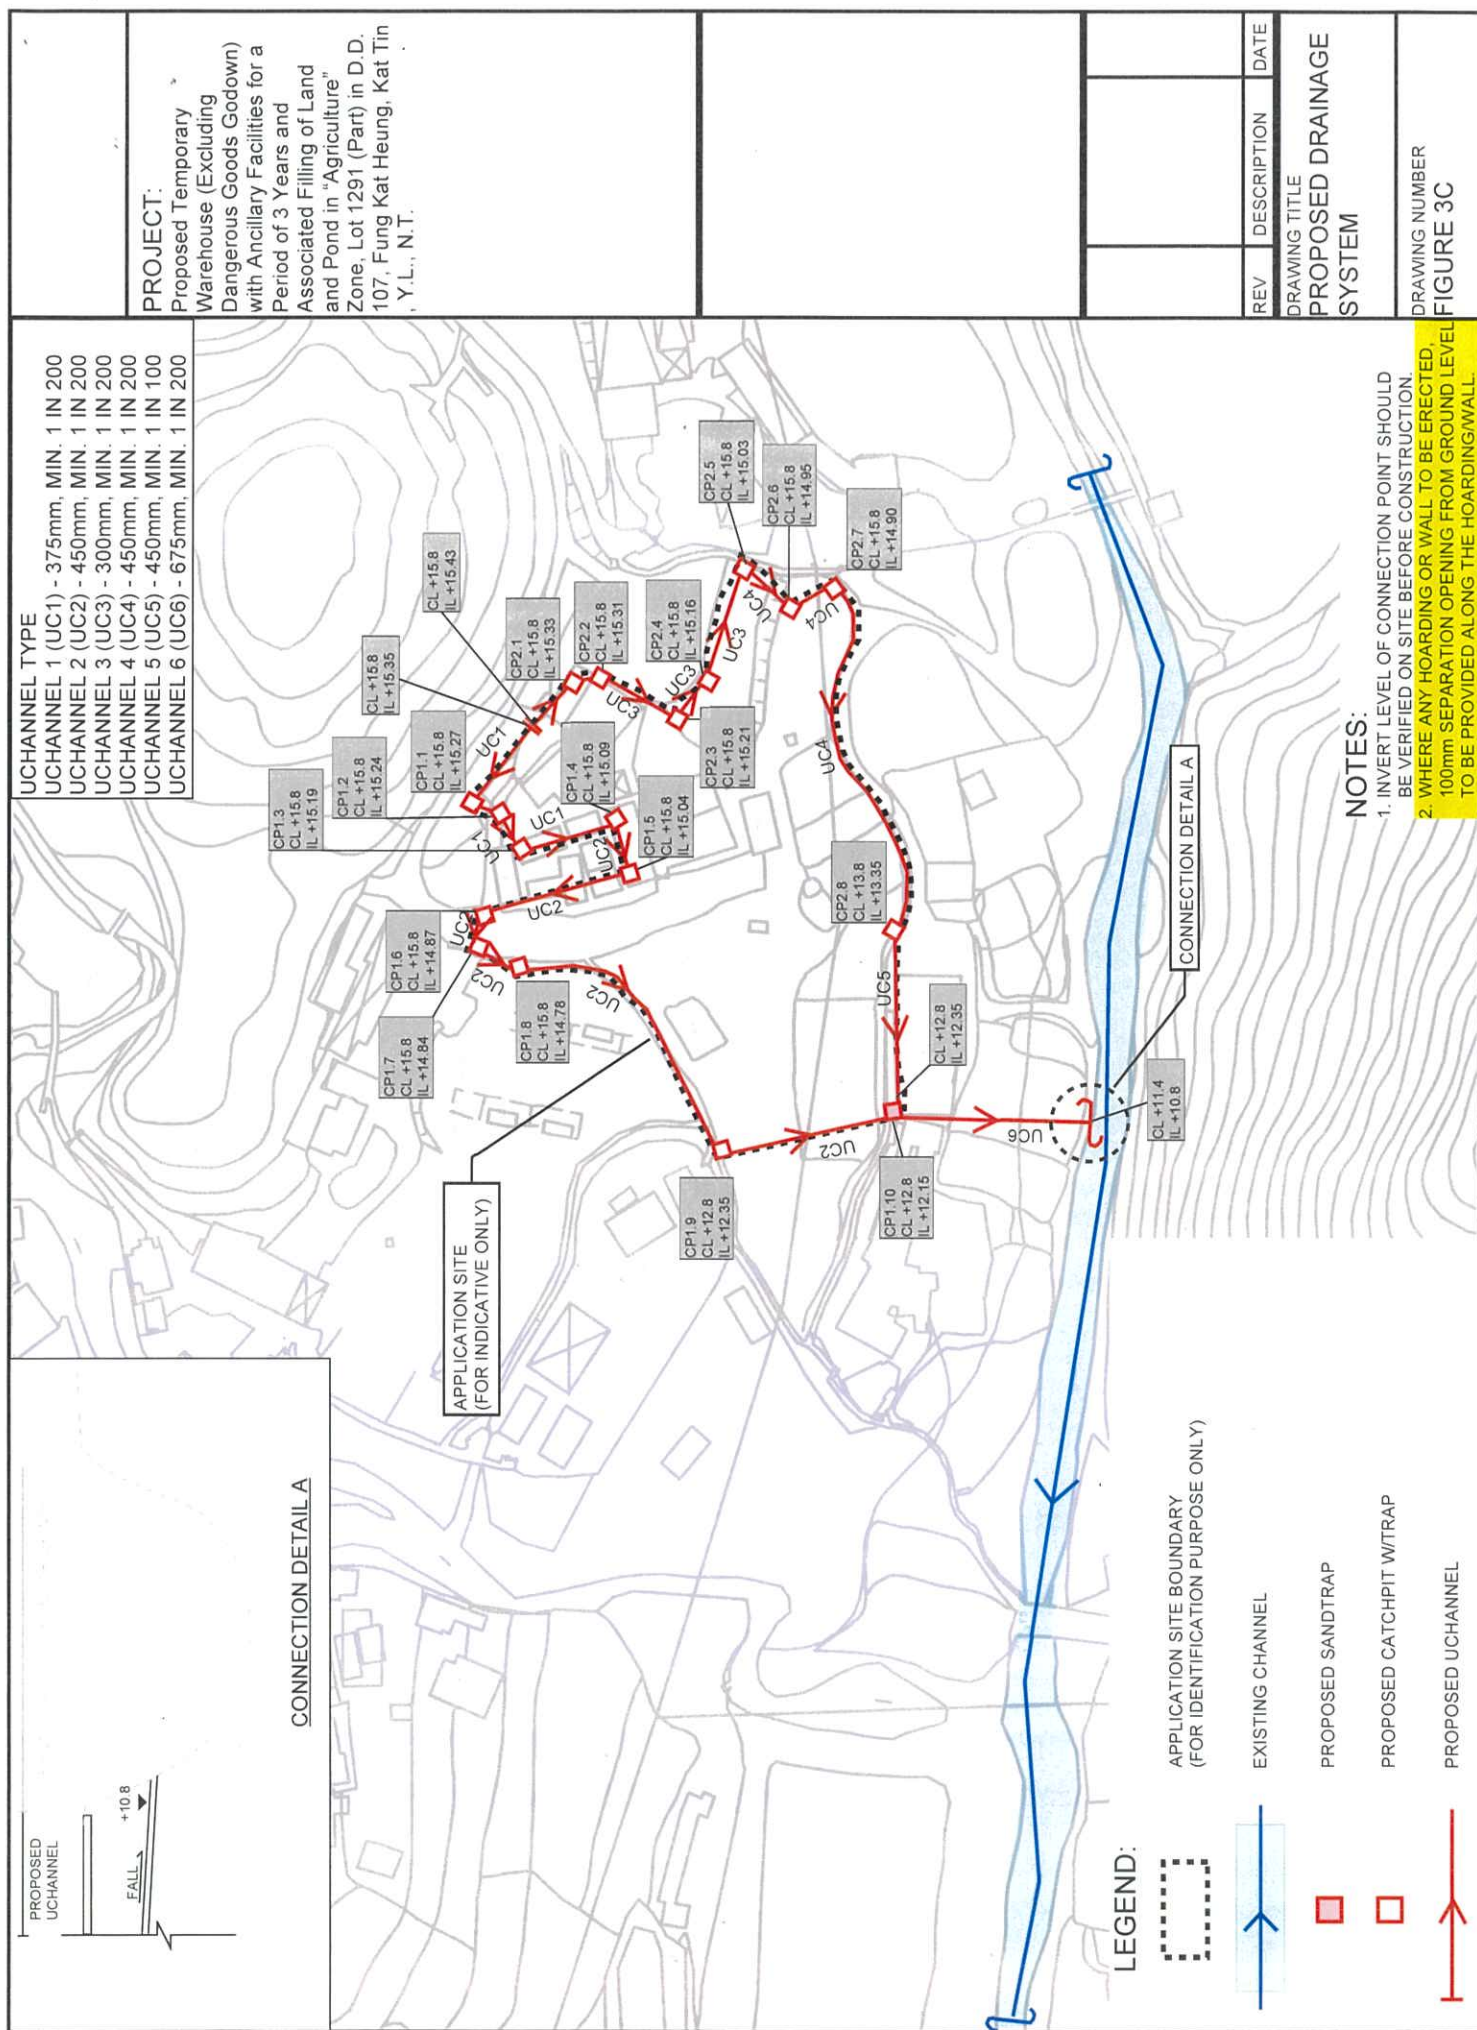 PROPOSED
UCHANNEL
FALL
+10.8
CONNECTION DETAIL A
UCHANNEL TYPE
UCHANNEL 1 (UC1) - 375mm, MIN. 1 IN 200
UCHANNEL 2 (UC2) - 450mm, MIN. 1 IN 200
UCHANNEL 3 (UC3) - 300mm, MIN. 1 IN 200
UCHANNEL 4 (UC4) - 450mm, MIN. 1 IN 200
UCHANNEL 5 (UC5) - 450mm, MIN. 1 IN 100
UCHANNEL 6 (UC6) - 675mm, MIN. 1 IN 200
PROJECT:
Proposed Temporary
Warehouse (Excluding
Dangerous Goods Godown)
with Ancillary Facilities for a
Period of 3 Years and
Associated Filling of Land
and Pond in "Agriculture"
Zone, Lot 1291 (Part) in D.D.
107, Fung Kat Heung, Kat Tin
, Y.L., N.T.
CP1.3
CL +15.8
IL +15.19
CP1.2
CL +15.8
IL +15.24
CP1.1
CL +15.8
IL +15.27
CL +15.8
IL +15.35
CL +15.8
IL +15.43
CP2.1
CL +15.8
IL +15.33
CP2.2
CL +15.8
IL +15.31
CP2.4
CL +15.8
IL +15.16
CP2.5
CL +15.8
IL +15.03
CP2.6
CL +15.8
IL +14.95
CP2.7
CL +15.8
IL +14.90
CP1.4
CL +15.8
IL +15.09
CP1.5
CL +15.8
IL +15.04
CP2.3
CL +15.8
IL +15.21
CP1.6
CL +15.8
IL +14.87
CP1.7
CL +15.8
IL +14.84
CP1.8
CL +15.8
IL +14.78
CP2.8
CL +13.8
IL +13.35
CL +12.8
IL +12.35
CP1.9
CL +12.8
IL +12.35
CP1.10
CL +12.8
IL +12.15
CL +11.4
IL +10.8
UC1
UC1
UC1
UC2
UC2
UC2
UC2
UC2
UC2
UC3
UC3
UC3
UC4
UC4
UC4
UC5
UC6
APPLICATION SITE
(FOR INDICATIVE ONLY)
CONNECTION DETAIL A
LEGEND:
APPLICATION SITE BOUNDARY
(FOR IDENTIFICATION PURPOSE ONLY)
EXISTING CHANNEL
PROPOSED SANDTRAP
PROPOSED CATCHPIT W/TRAP
PROPOSED UCHANNEL
NOTES:
1. INVERT LEVEL OF CONNECTION POINT SHOULD
BE VERIFIED ON SITE BEFORE CONSTRUCTION.
2. WHERE ANY HOARDING OR WALL TO BE ERECTED,
100mm SEPARATION OPENING FROM GROUND LEVEL
TO BE PROVIDED ALONG THE HOARDING/WALL.
REV DESCRIPTION DATE
DRAWING TITLE
PROPOSED DRAINAGE
SYSTEM
DRAWING NUMBER
FIGURE 3C